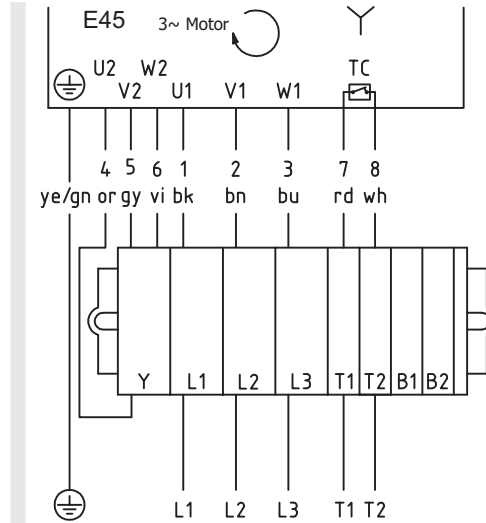 E45 3~ Motor
U2 W2 TC
V2 U1 V1 W1
4 5 6 1 2 3 7 8
ye/gn or gy vi bk bn bu rd wh
Y L1 L2 L3 T1 T2 B1 B2
L1 L2 L3 T1 T2